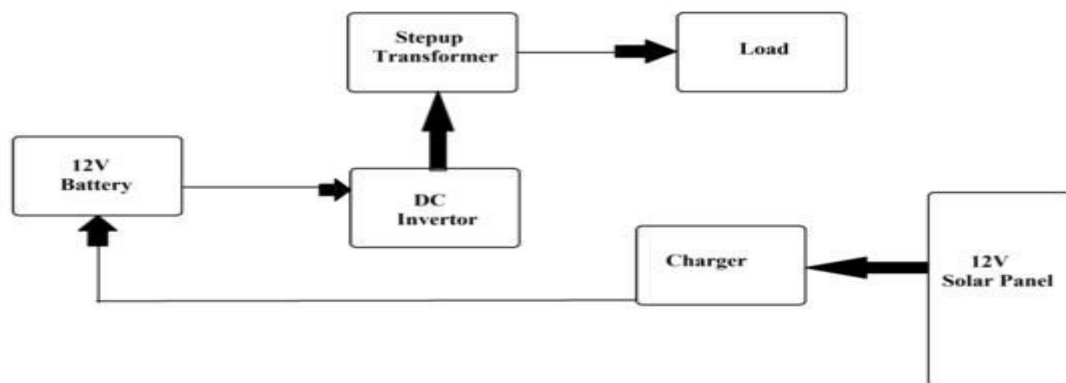 Stepup
Transformer
Load
12V
Battery
DC
Invertor
Charger
12V
Solar Panel